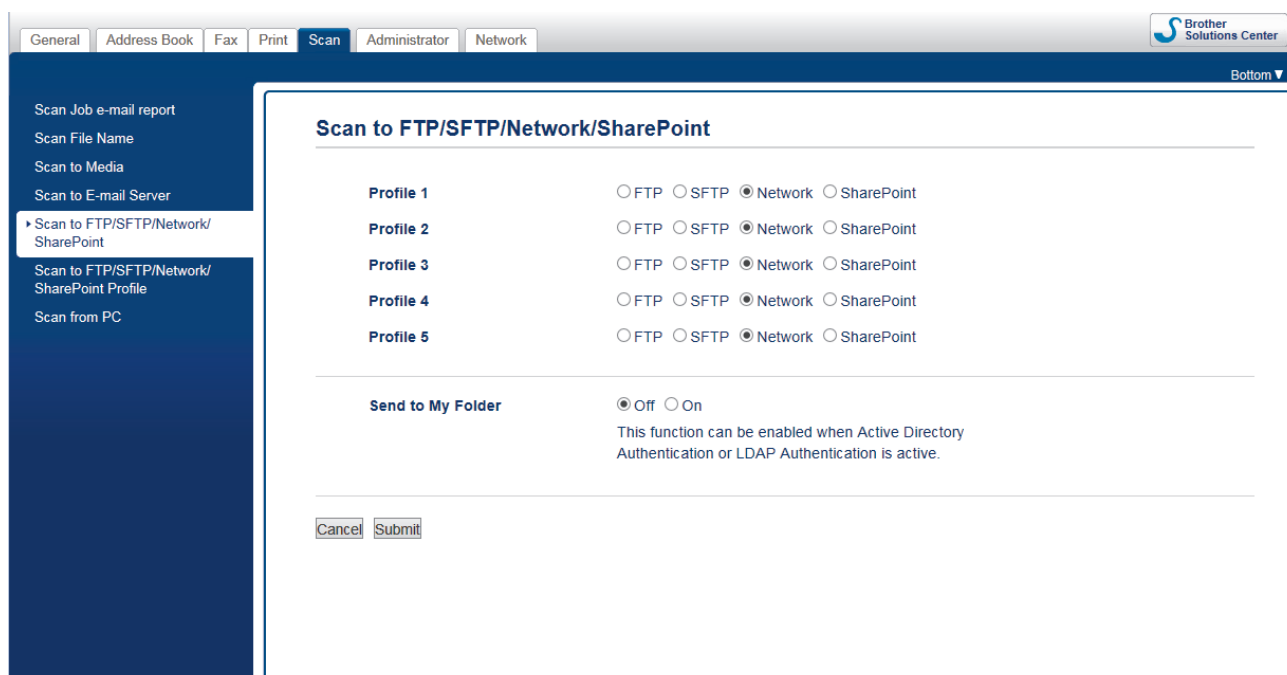 General Address Book Fax Print Scan Administrator Network
Brother
Solutions Center
Bottom▼
Scan Job e-mail report
Scan File Name
Scan to Media
Scan to E-mail Server
Scan to FTP/SFTP/Network/
SharePoint
Scan to FTP/SFTP/Network/
SharePoint Profile
Scan from PC
Scan to FTP/SFTP/Network/SharePoint
Profile 1 FTP SFTP Network SharePoint
Profile 2 FTP SFTP Network SharePoint
Profile 3 FTP SFTP Network SharePoint
Profile 4 FTP SFTP Network SharePoint
Profile 5 FTP SFTP Network SharePoint
Send to My Folder Off On
This function can be enabled when Active Directory
Authentication or LDAP Authentication is active.
Cancel Submit